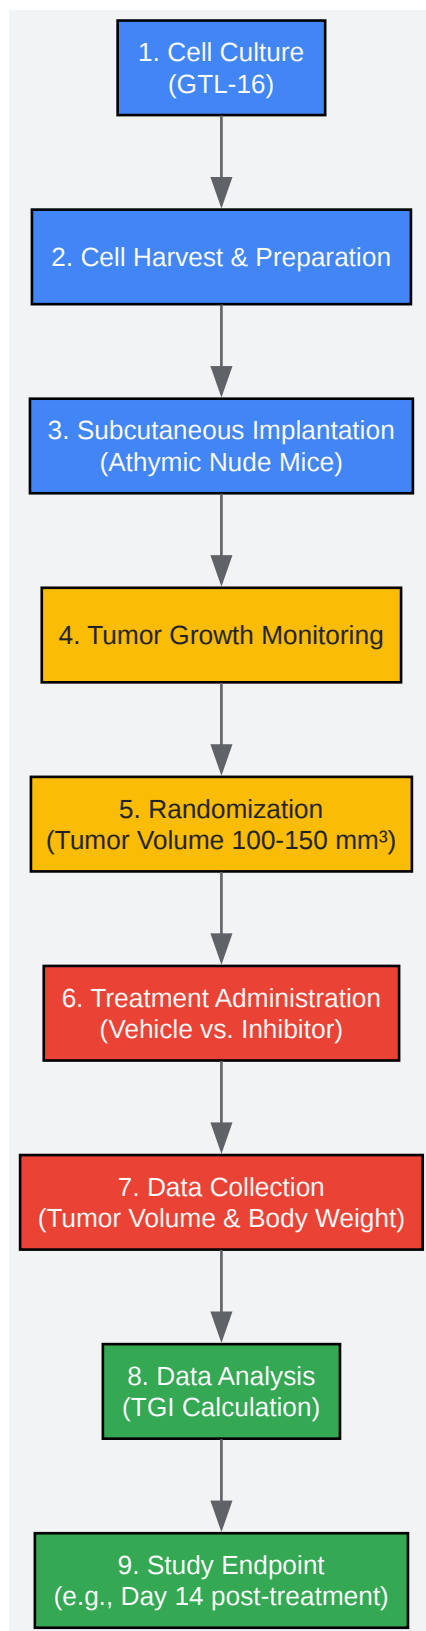 1. Cell Culture
(GTL-16)
2. Cell Harvest & Preparation
3. Subcutaneous Implantation
(Athymic Nude Mice)
4. Tumor Growth Monitoring
5. Randomization
(Tumor Volume 100-150 mm³)
6. Treatment Administration
(Vehicle vs. Inhibitor)
7. Data Collection
(Tumor Volume & Body Weight)
8. Data Analysis
(TGI Calculation)
9. Study Endpoint
(e.g., Day 14 post-treatment)